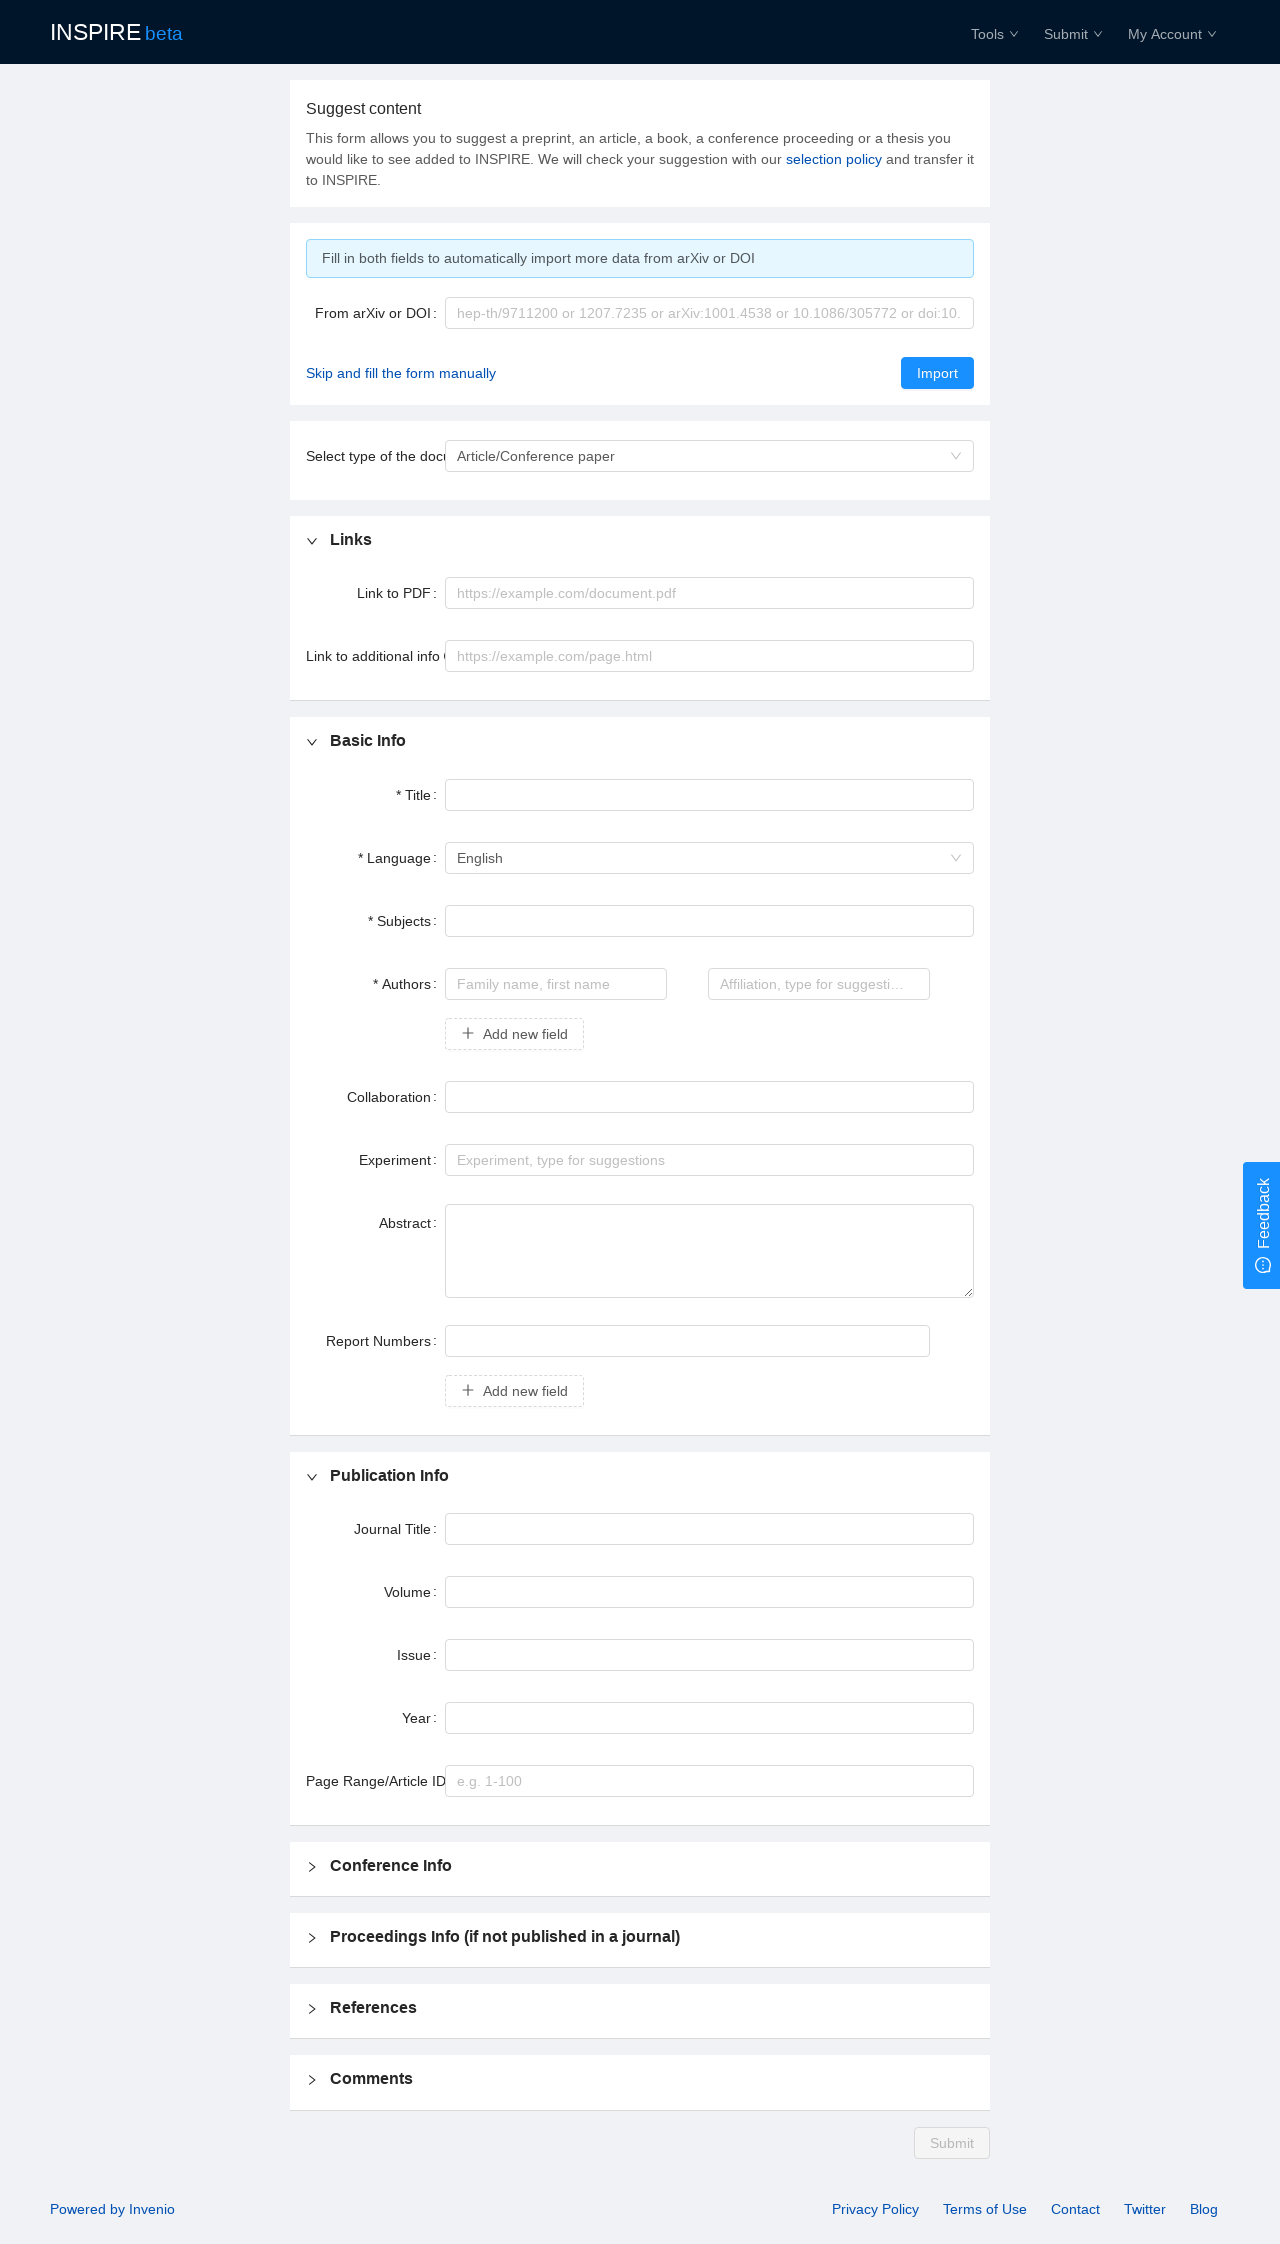 INSPIRE beta
Tools
Submit
My Account
Suggest content
This form allows you to suggest a preprint, an article, a book, a conference proceeding or a thesis you
would like to see added to INSPIRE. We will check your suggestion with our selection policy and transfer it
to INSPIRE.
Fill in both fields to automatically import more data from arXiv or DOI
From arXiv or DOI :
hep-th/9711200 or 1207.7235 or arXiv:1001.4538 or 10.1086/305772 or doi:10.
Skip and fill the form manually
Import
Select type of the docu
Article/Conference paper
Links
Link to PDF :
https://example.com/document.pdf
Link to additional info
https://example.com/page.html
Basic Info
* Title :
* Language :
English
* Subjects :
* Authors :
Family name, first name
Affiliation, type for suggesti...
+ Add new field
Collaboration :
Experiment :
Experiment, type for suggestions
Feedback
Abstract :
Report Numbers :
+ Add new field
Publication Info
Journal Title :
Volume :
Issue :
Year :
Page Range/Article ID
e.g. 1-100
Conference Info
Proceedings Info (if not published in a journal)
References
Comments
Submit
Powered by Invenio
Privacy Policy
Terms of Use
Contact
Twitter
Blog